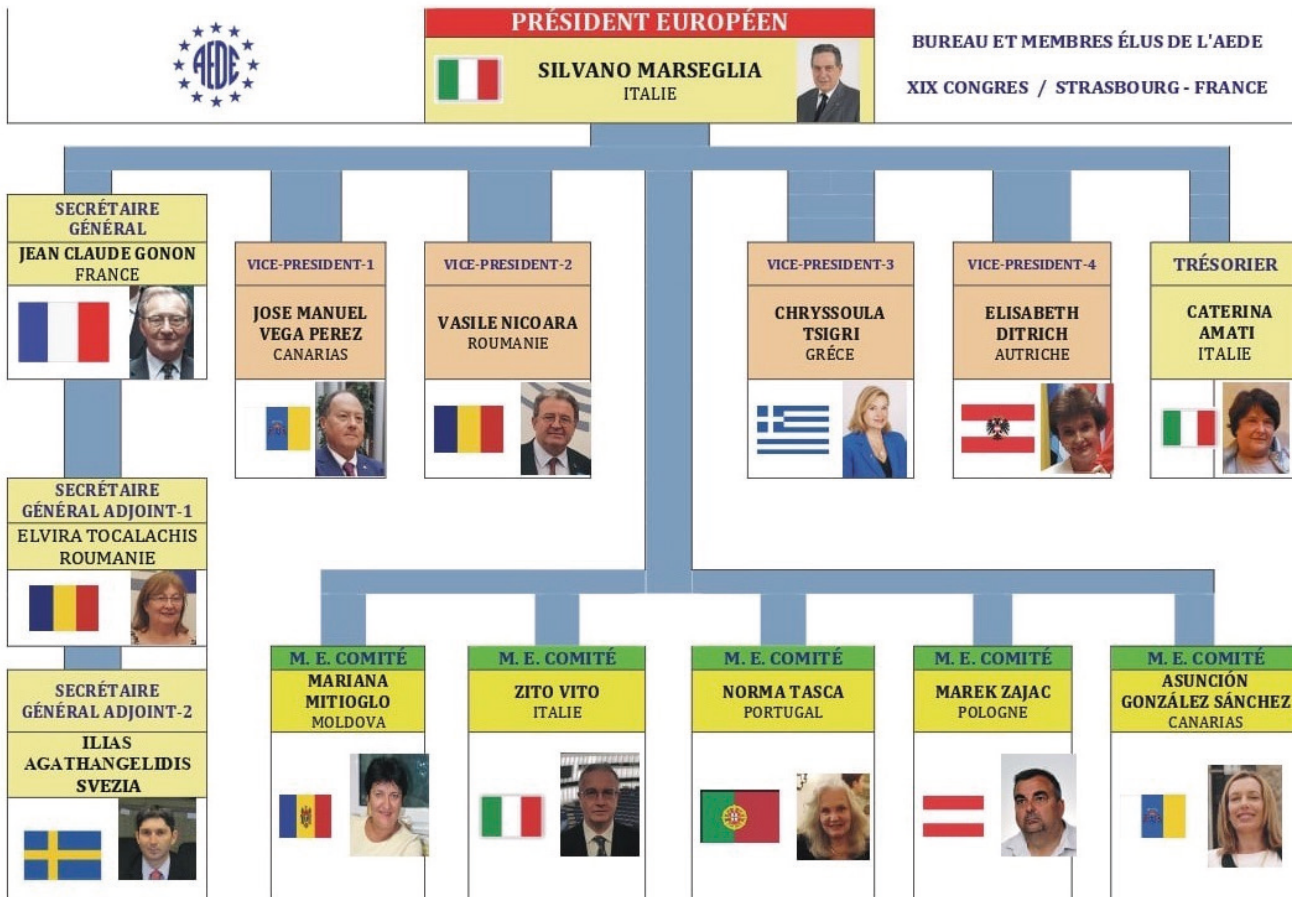 AEDE
PRÉSIDENT EUROPÉEN
SILVANO MARSEGLIA
ITALIE
BUREAU ET MEMBRES ÉLUS DE L'AEDE
XIX CONGRES / STRASBOURG - FRANCE
SECRÉTAIRE
GÉNÉRAL
JEAN CLAUDE GONON
FRANCE
VICE-PRESIDENT-1
JOSE MANUEL
VEGA PEREZ
CANARIAS
VICE-PRESIDENT-2
VASILE NICOARA
ROUMANIE
VICE-PRESIDENT-3
CHRYSSOULA
TSIGRI
GRÉCE
VICE-PRESIDENT-4
ELISABETH
DITRICH
AUTRICHE
TRÉSORIER
CATERINA
AMATI
ITALIE
SECRÉTAIRE
GÉNÉRAL ADJOINT-1
ELVIRA TOCALACHIS
ROUMANIE
SECRÉTAIRE
GÉNÉRAL ADJOINT-2
ILIAS
AGATHANGELIDIS
SVEZIA
M. E. COMITÉ
MARIANA
MITIOGLO
MOLDOVA
M. E. COMITÉ
ZITO VITO
ITALIE
M. E. COMITÉ
NORMA TASCA
PORTUGAL
M. E. COMITÉ
MAREK ZAJAC
POLOGNE
M. E. COMITÉ
ASUNCIÓN
GONZÁLEZ SÁNCHEZ
CANARIAS